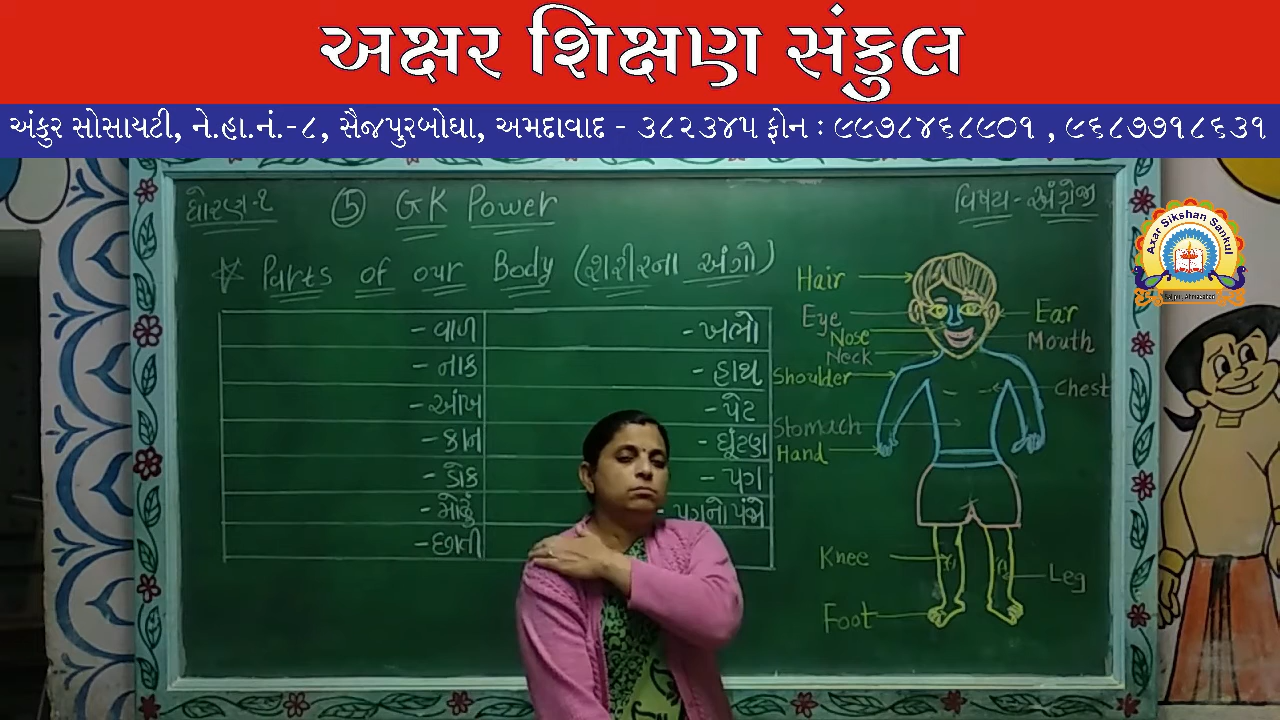 અક્ષર શિક્ષણ સંકુલ
અંકુર સોસાયટી, ને.હા.નં.-૮, સૈજપુરબોઘા, અમદાવાદ - ૩૮૨૩૪૫ ફોન : ૯૯૭૮૪૬૮૯૦૧ , ૯૬૮૭૭૧૮૬૩૧
ધોરણ-૨ ⑤ GK Power વિષય - અંગ્રેજી
Axar Sikshan Sankul
☆ Parts of our Body (શરીરના અંગો)
- વાળ - ખભો
- નાક - હાથ
- આંખ - પેટ
- કાન - ઘૂંટણ
- ડોક - પગ
- મોઢું - પગનો પંજો
- છાતી
Hair
Eye Ear
Nose Mouth
Neck
Shoulder Chest
Stomach
Hand
Knee Leg
Foot